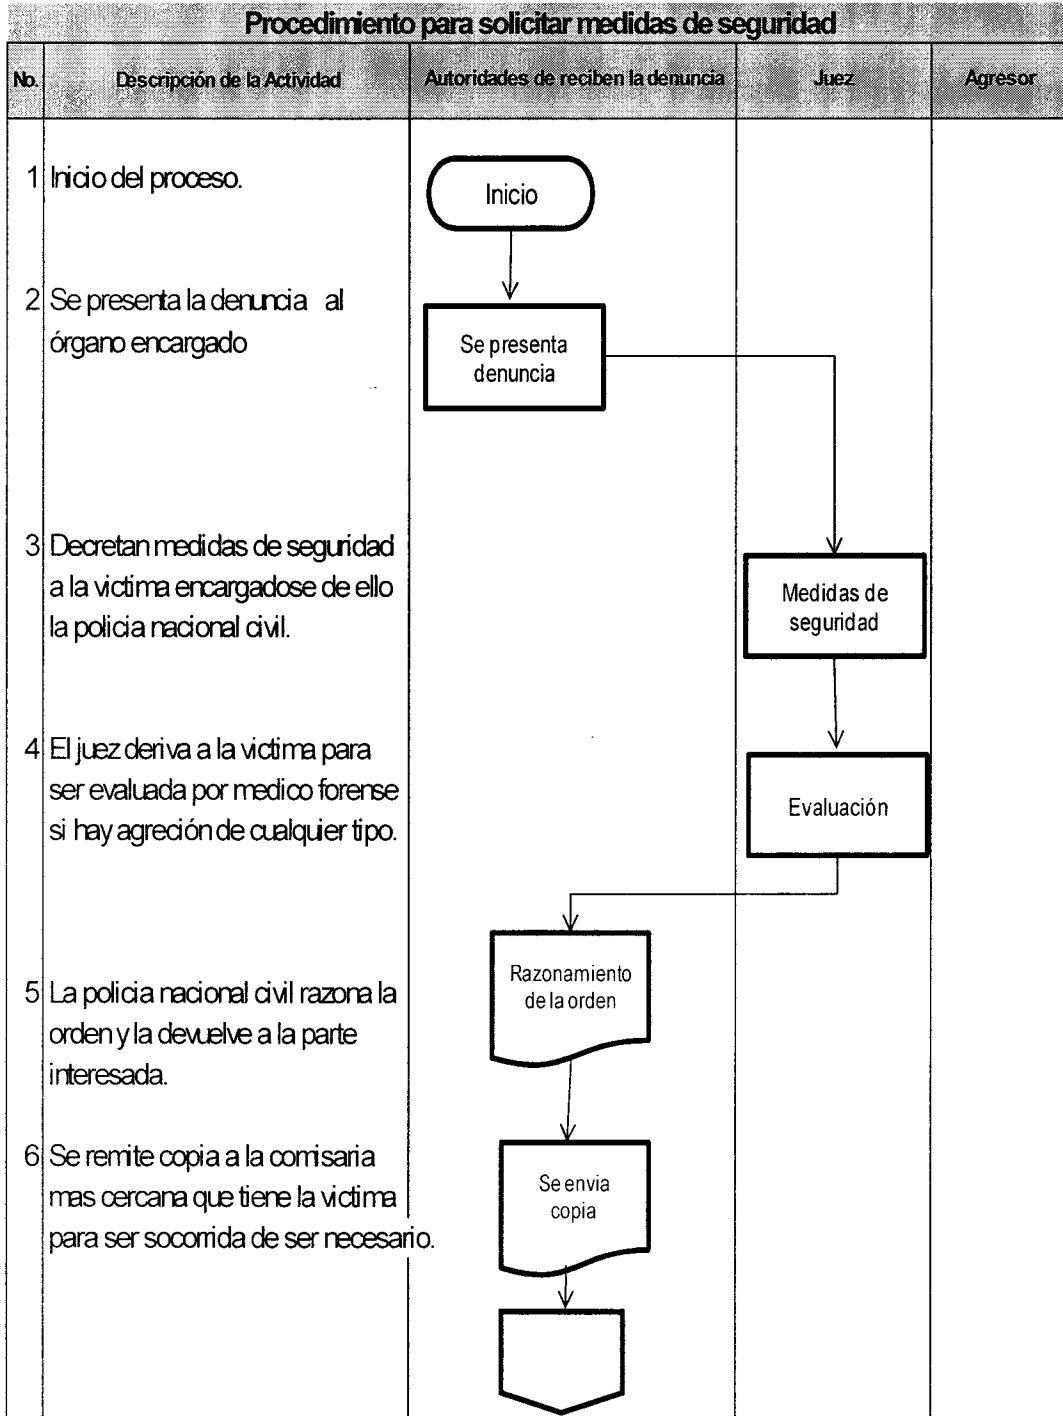 Procedimiento para solicitar medidas de seguridad
No. Descripción de la Actividad Autoridades de reciben la denuncia Juez Agresor
1 Inicio del proceso.
Inicio
2 Se presenta la denuncia al
órgano encargado
Se presenta
denuncia
3 Decretan medidas de seguridad
a la victima encargadose de ello
la policia nacional civil.
Medidas de
seguridad
4 El juez deriva a la victima para
ser evaluada por medico forense
si hay agreción de cualquier tipo.
Evaluación
5 La policia nacional civil razona la
orden y la devuelve a la parte
interesada.
Razonamiento
de la orden
6 Se remite copia a la comisaria
mas cercana que tiene la victima
para ser socorrida de ser necesario.
Se envia
copia